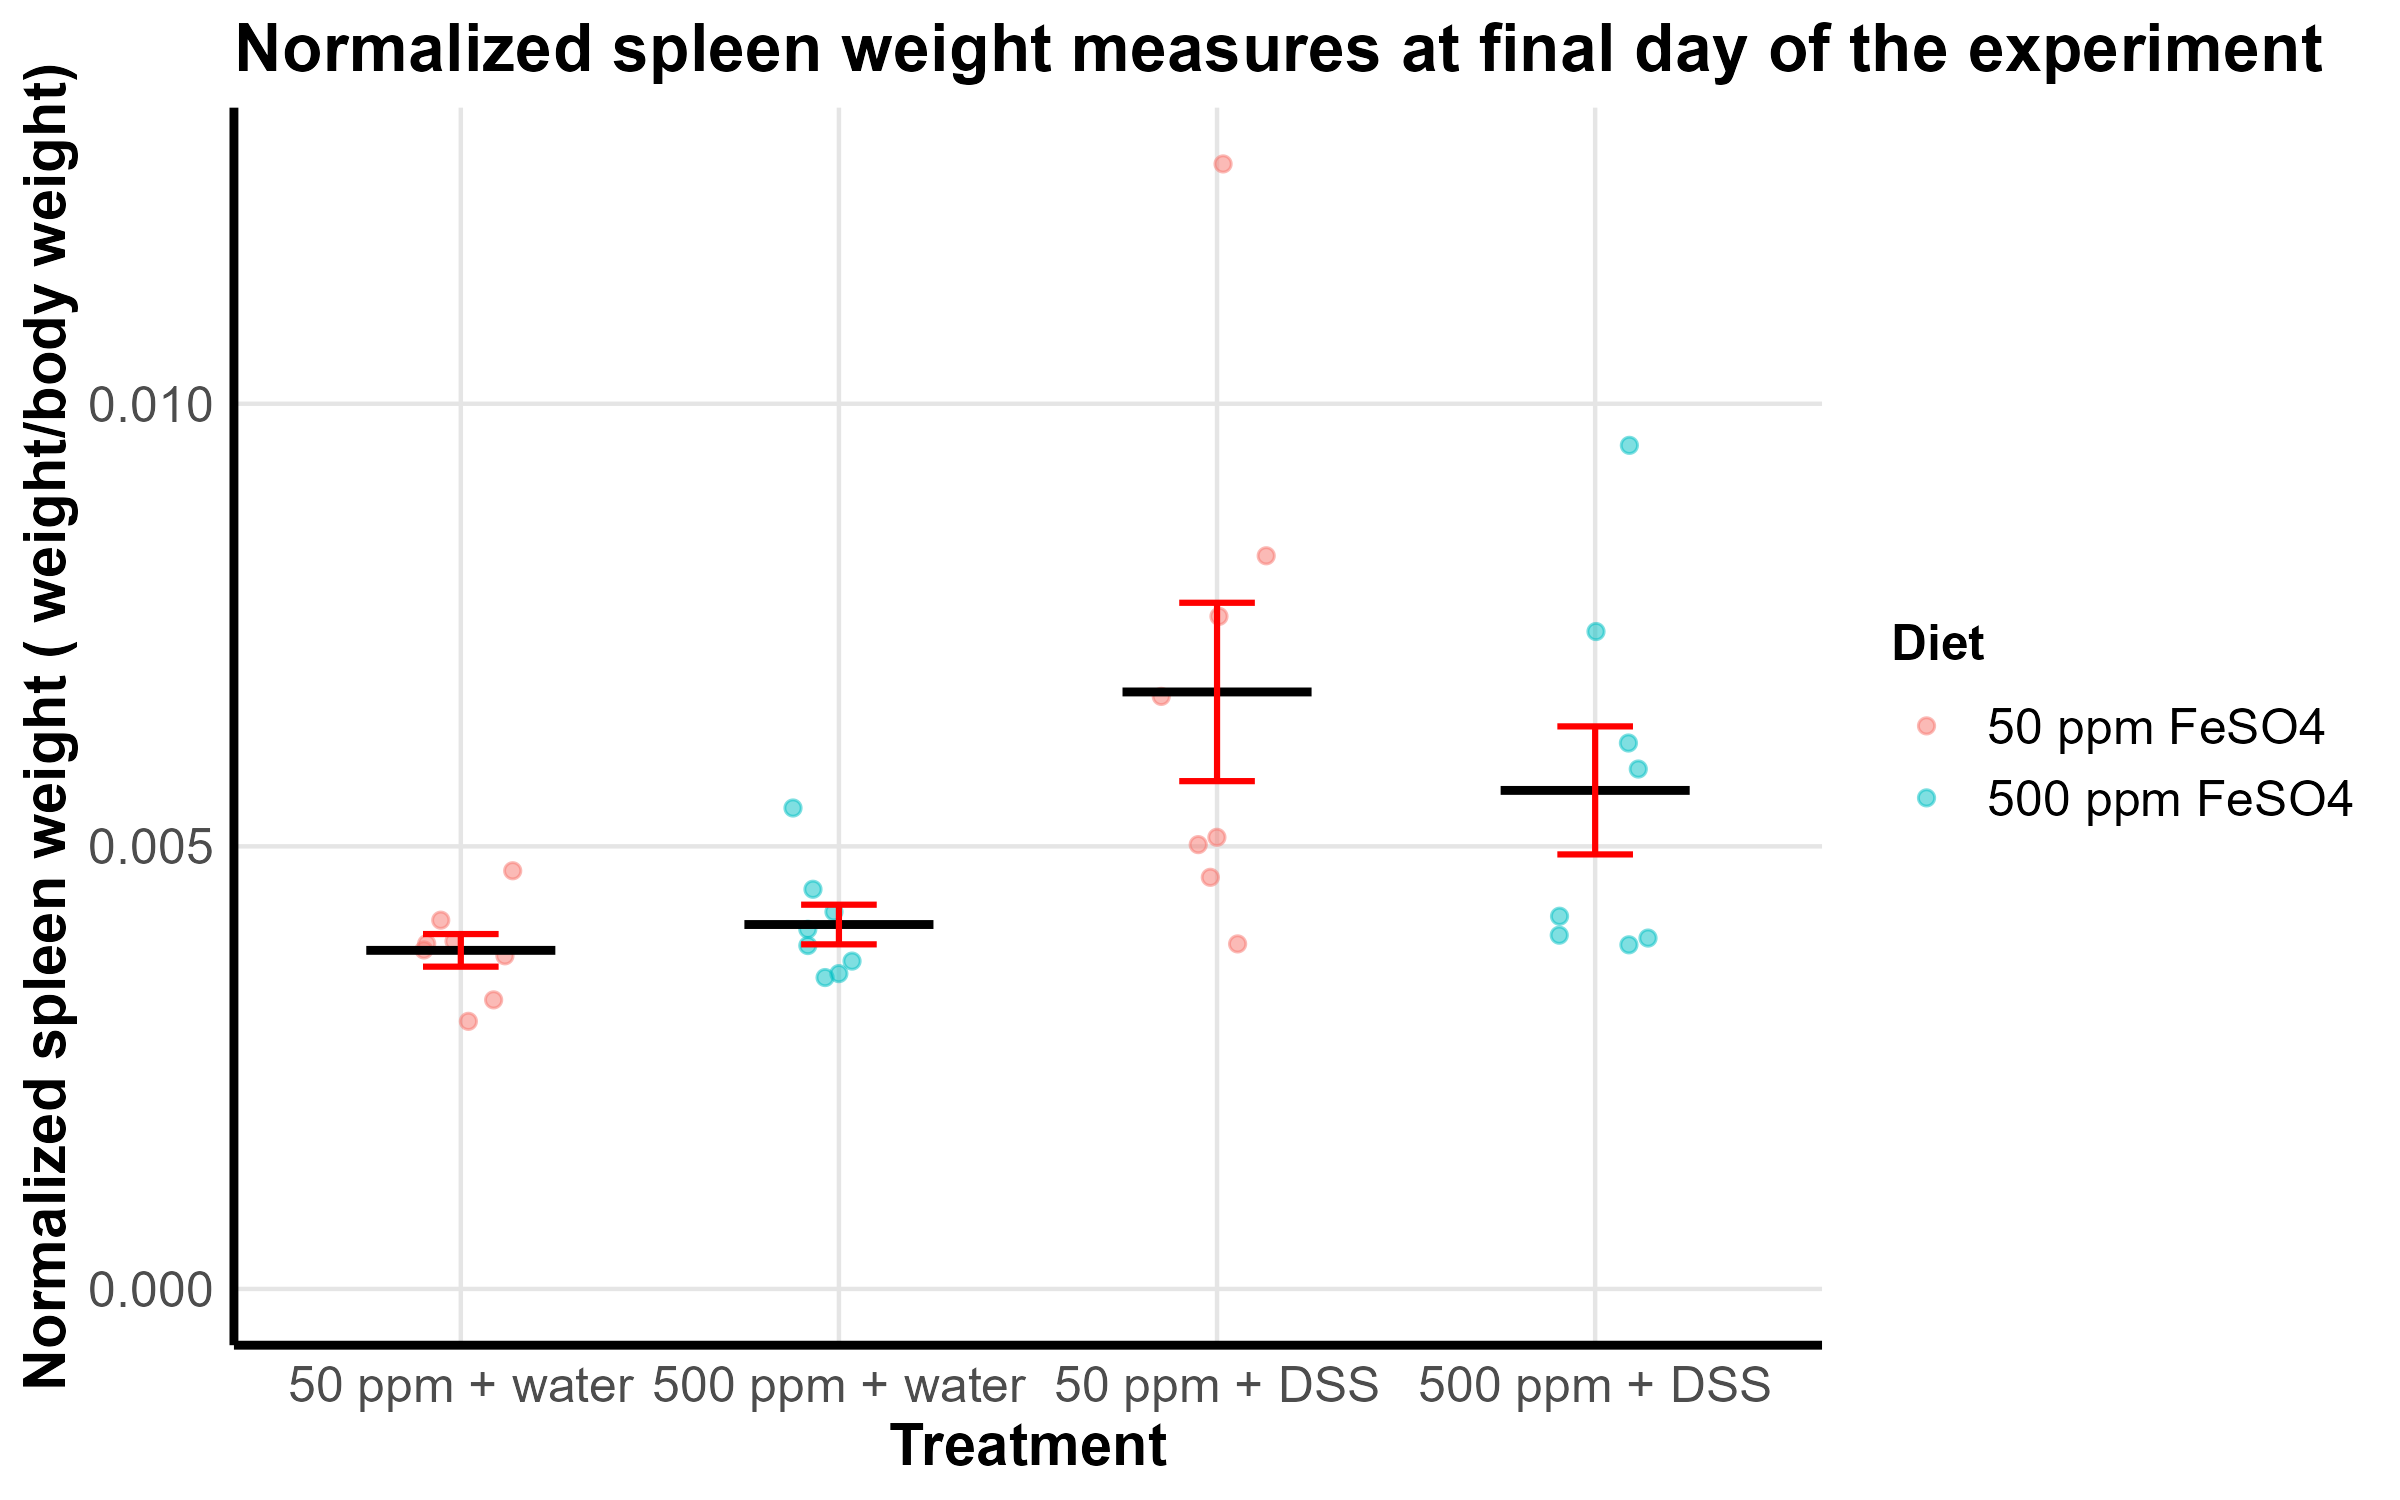 Normalized spleen weight measures at final day of the experiment
Normalized spleen weight ( weight/body weight)
0.010
0.005
0.000
50 ppm + water
500 ppm + water
50 ppm + DSS
500 ppm + DSS
Treatment
Diet
50 ppm FeSO4
500 ppm FeSO4